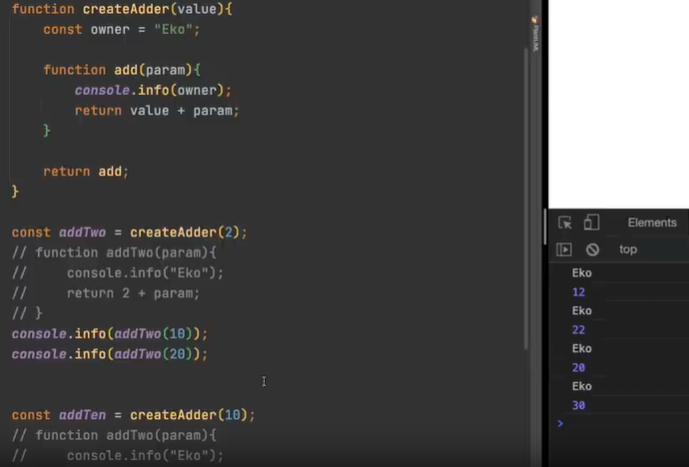 function createAdder(value){
    const owner = "Eko";

    function add(param){
        console.info(owner);
        return value + param;
    }

    return add;
}

const addTwo = createAdder(2);
// function addTwo(param){
//     console.info("Eko");
//     return 2 + param;
// }
console.info(addTwo(10));
console.info(addTwo(20));

const addTen = createAdder(10);
// function addTwo(param){
//     console.info("Eko");
PlantUML
Elements
top
Eko
12
Eko
22
Eko
20
Eko
30
>